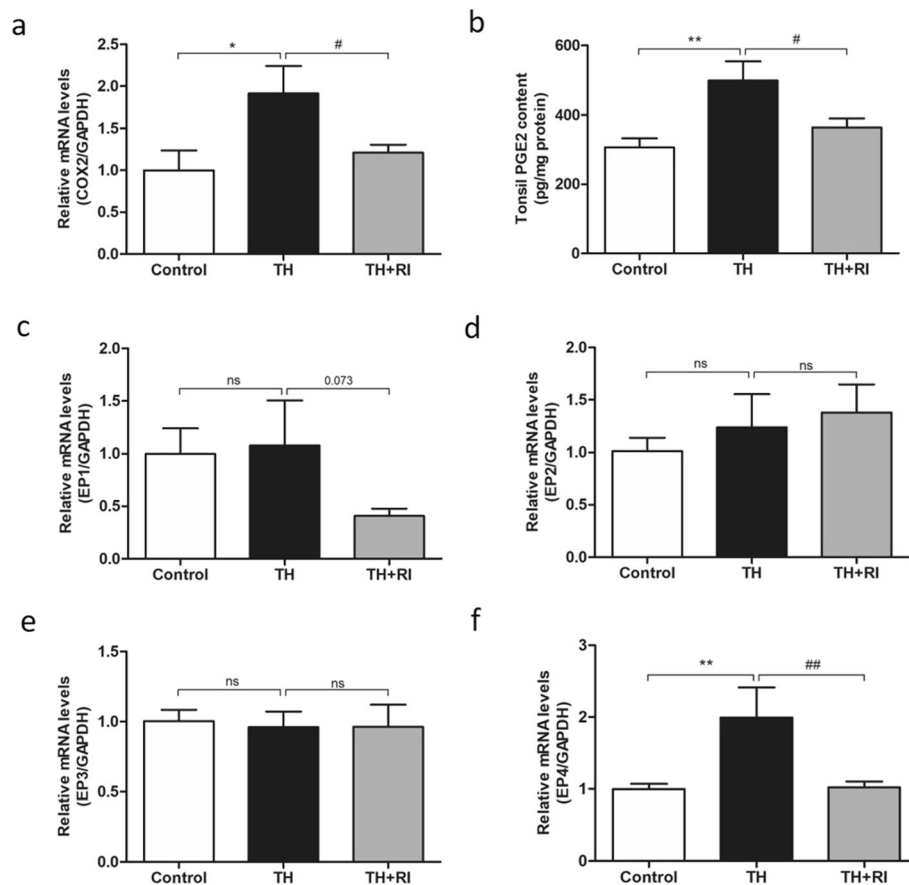 a
Relative mRNA levels
(COX2/GAPDH)
2.5
2.0
1.5
1.0
0.5
0.0
*
#
Control
TH
TH+RI
b
Tonsil PGE2 content
(pg/mg protein)
600
400
200
0
**
#
Control
TH
TH+RI
c
Relative mRNA levels
(EP1/GAPDH)
2.0
1.5
1.0
0.5
0.0
ns
0.073
Control
TH
TH+RI
d
Relative mRNA levels
(EP2/GAPDH)
2.0
1.5
1.0
0.5
0.0
ns
ns
Control
TH
TH+RI
e
Relative mRNA levels
(EP3/GAPDH)
1.5
1.0
0.5
0.0
ns
ns
Control
TH
TH+RI
f
Relative mRNA levels
(EP4/GAPDH)
3
2
1
0
**
##
Control
TH
TH+RI